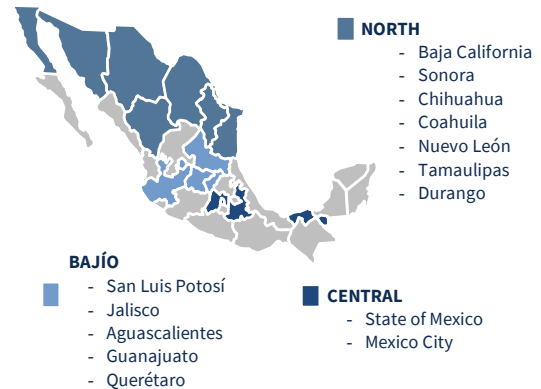 NORTH
- Baja California
- Sonora
- Chihuahua
- Coahuila
- Nuevo León
- Tamaulipas
- Durango
BAJÍO
- San Luis Potosí
- Jalisco
- Aguascalientes
- Guanajuato
- Querétaro
CENTRAL
- State of Mexico
- Mexico City